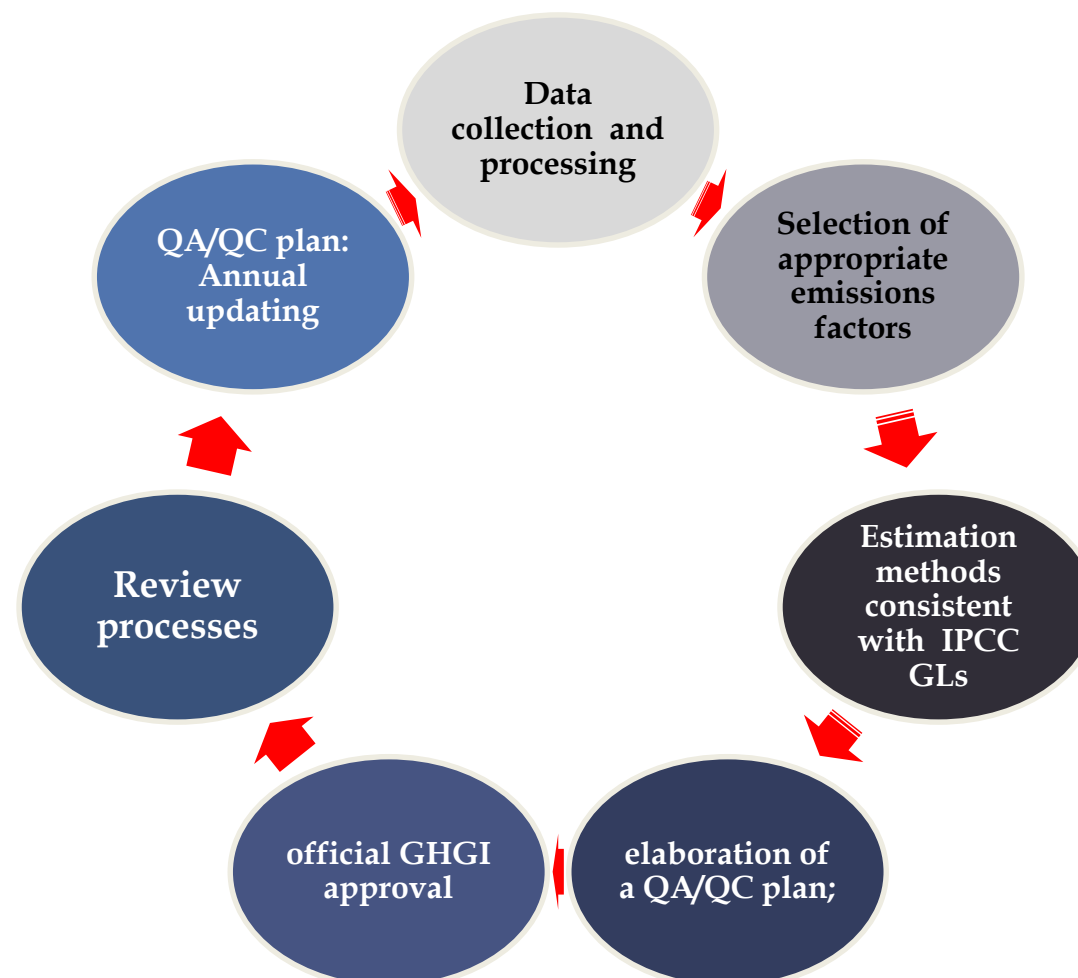 Data
collection and
processing
Selection of
appropriate
emissions
factors
Estimation
methods
consistent
with IPCC
GLs
elaboration of
a QA/QC plan;
official GHGI
approval
Review
processes
QA/QC plan:
Annual
updating